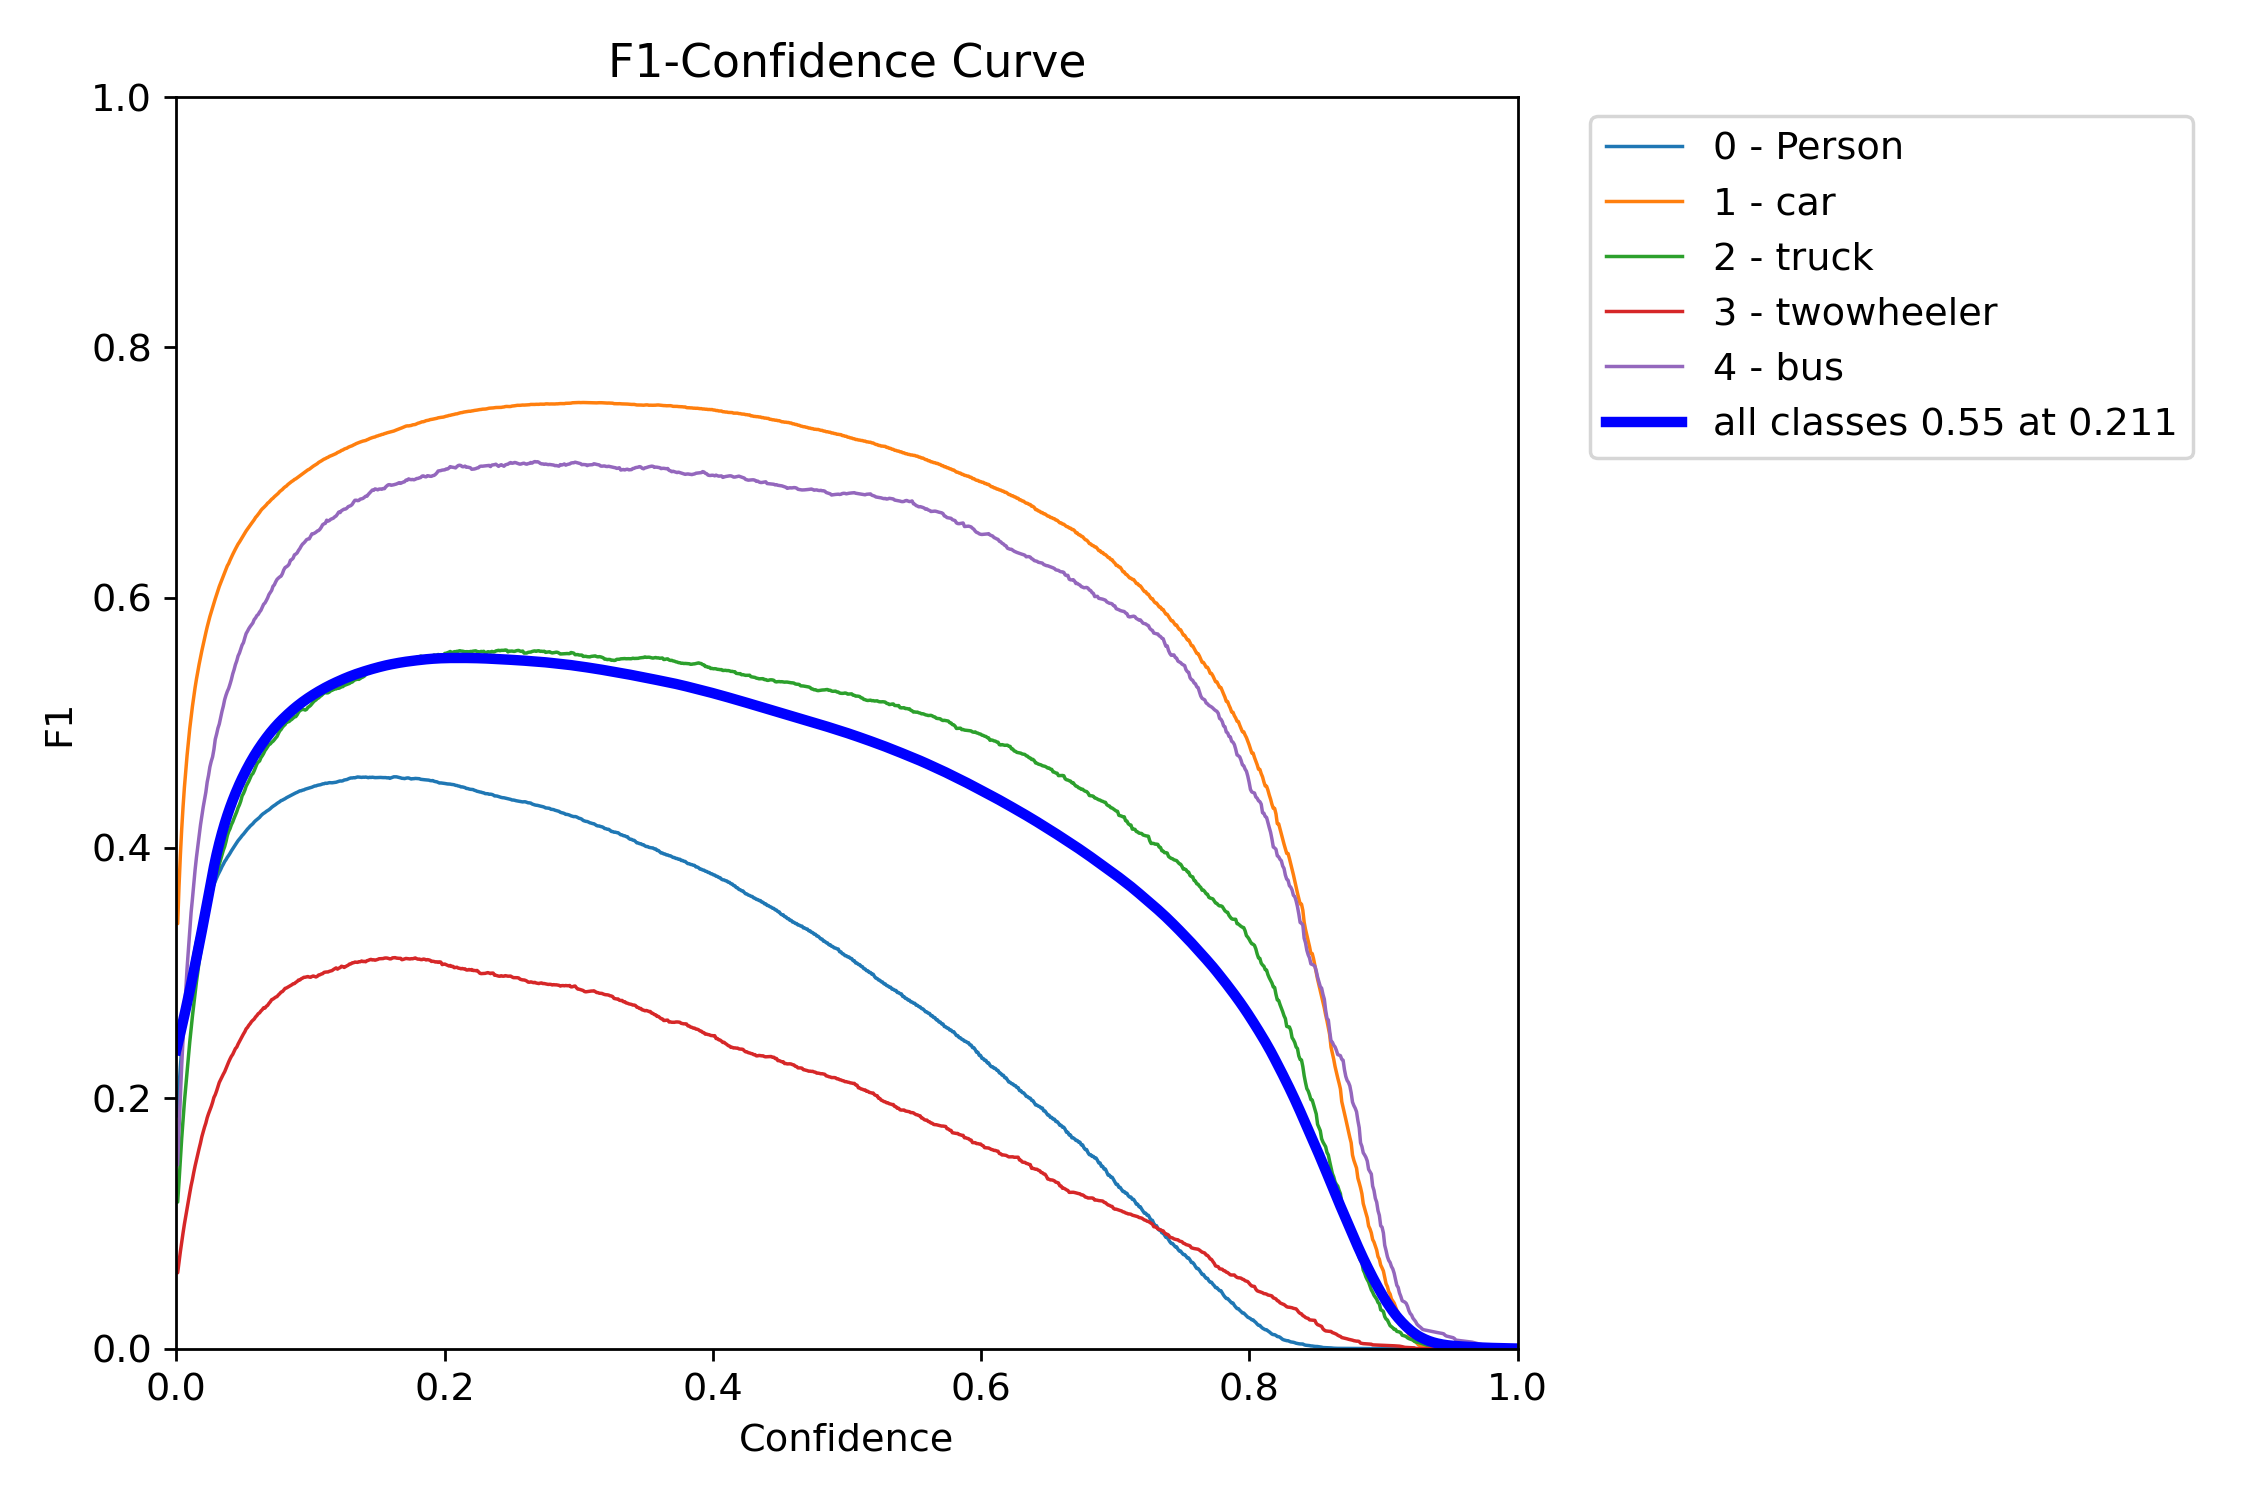 F1-Confidence Curve
1.0
0.8
0.6
0.4
0.2
0.0
F1
0.0 0.2 0.4 0.6 0.8 1.0
Confidence
0 - Person
1 - car
2 - truck
3 - twowheeler
4 - bus
all classes 0.55 at 0.211